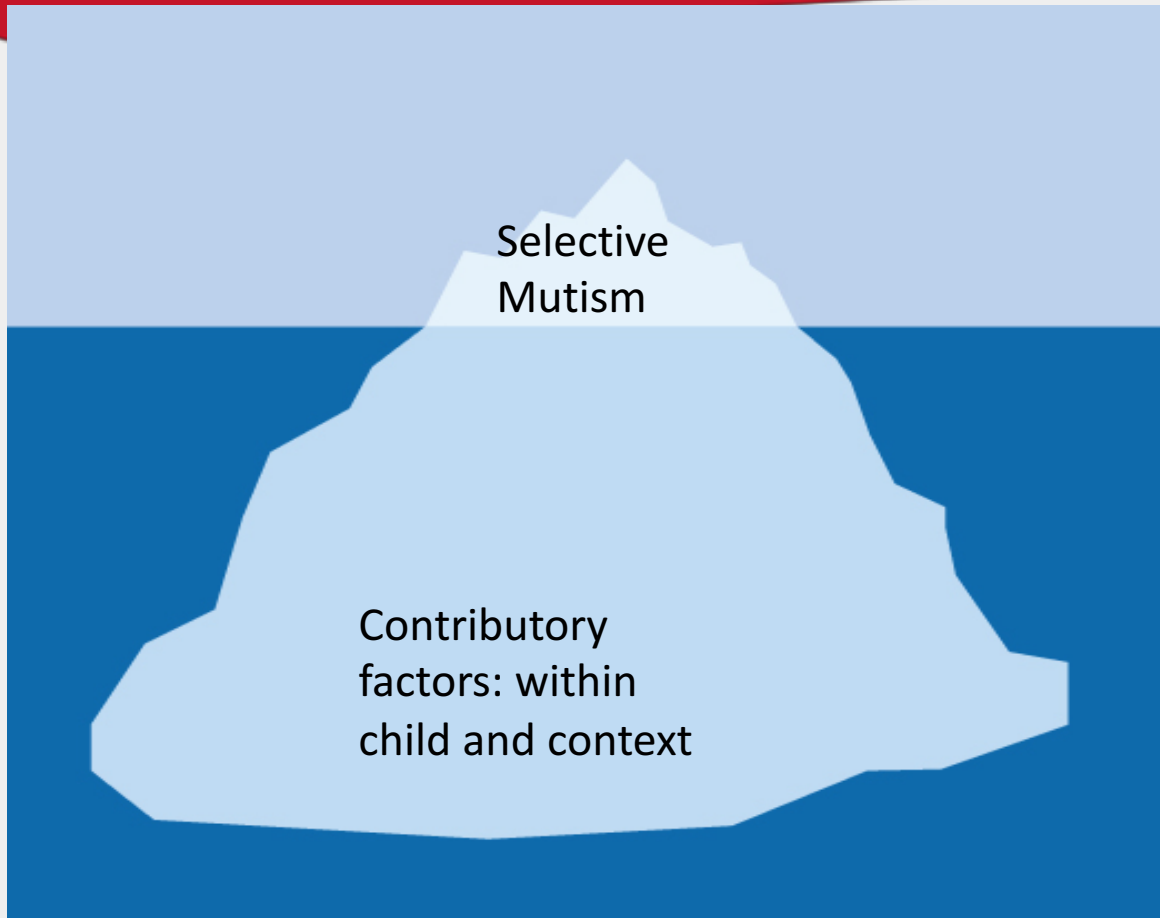 Selective
Mutism
Contributory
factors: within
child and context